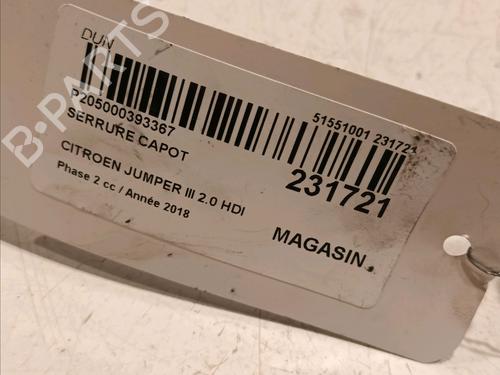 DUN
P205000393367
51551001 231721
SERRURE CAPOT
231721
CITROEN JUMPER III 2.0 HDI
Phase 2 cc / Année 2018
MAGASIN
B-PARTS